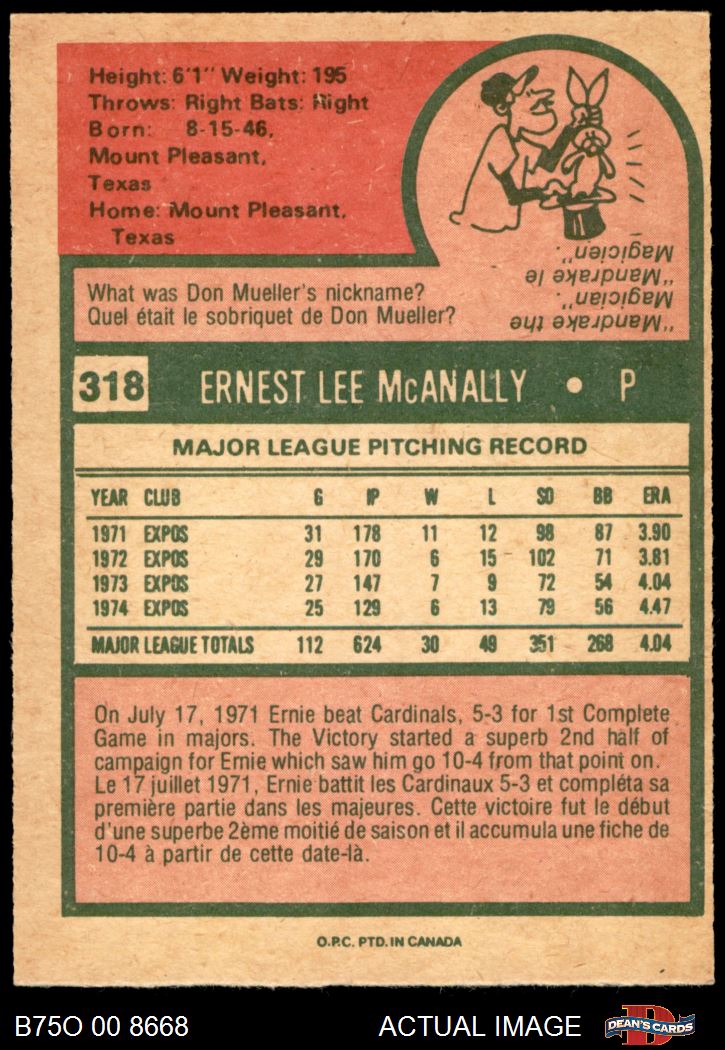 Height: 6'1" Weight: 195
Throws: Right Bats: Right
Born: 8-15-46,
Mount Pleasant,
Texas
Home: Mount Pleasant,
Texas
What was Don Mueller's nickname?
Quel était le sobriquet de Don Mueller?
"Mandrake the
Magician".
"Mandrake le
Magicien".
318 ERNEST LEE McANALLY • P
MAJOR LEAGUE PITCHING RECORD
YEAR CLUB G IP W L SO BB ERA
1971 EXPOS 31 178 11 12 98 87 3.90
1972 EXPOS 29 170 6 15 102 71 3.81
1973 EXPOS 27 147 7 9 72 54 4.04
1974 EXPOS 25 129 6 13 79 56 4.47
MAJOR LEAGUE TOTALS 112 624 30 49 351 268 4.04
On July 17, 1971 Ernie beat Cardinals, 5-3 for 1st Complete
Game in majors. The Victory started a superb 2nd half of
campaign for Ernie which saw him go 10-4 from that point on.
Le 17 juillet 1971, Ernie battit les Cardinaux 5-3 et compléta sa
première partie dans les majeures. Cette victoire fut le début
d'une superbe 2ème moitié de saison et il accumula une fiche de
10-4 à partir de cette date-là.
O.P.C. PTD. IN CANADA
B75O 00 8668 ACTUAL IMAGE
D
DEAN'S CARDS